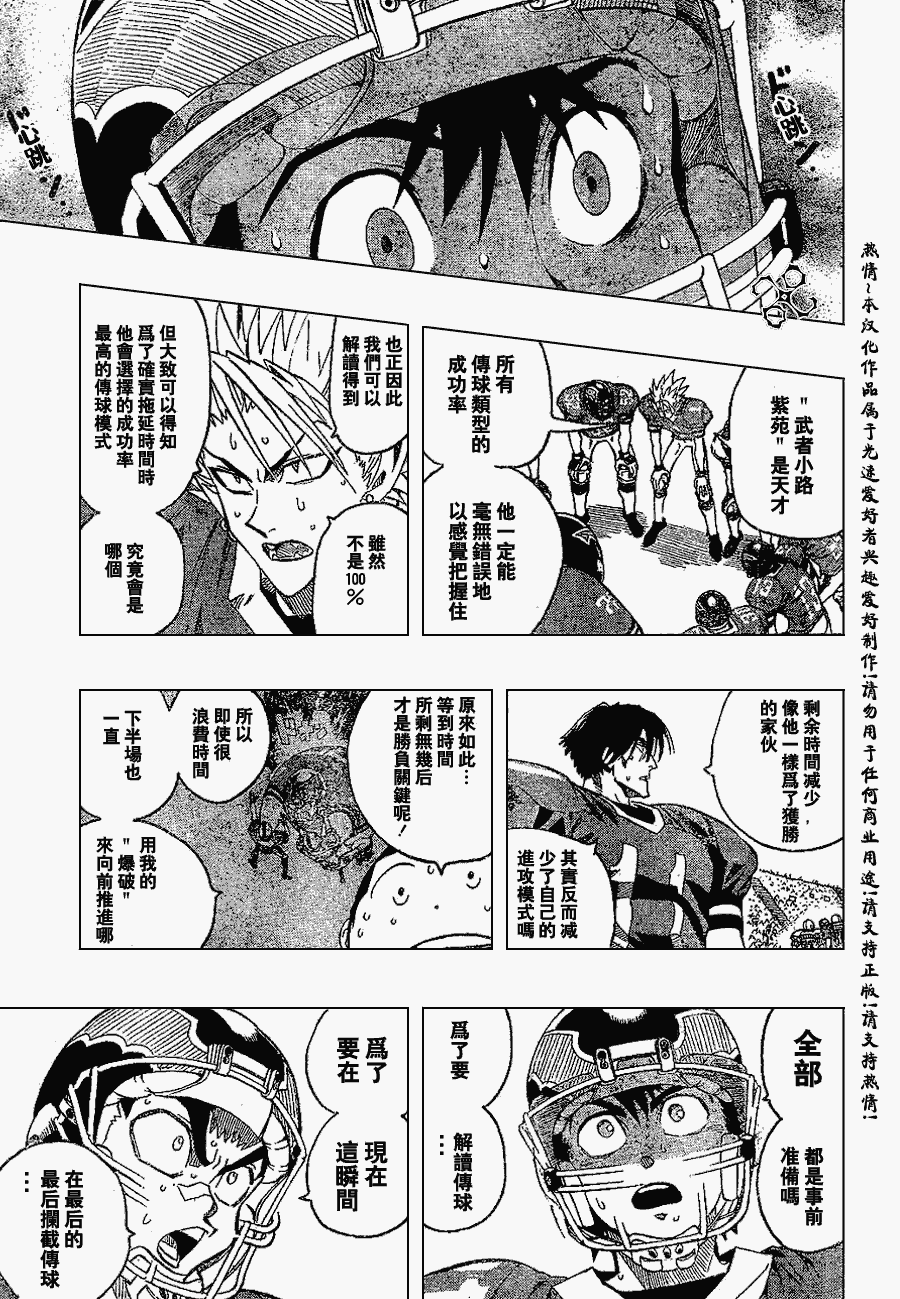 ド心跳！
ド心跳！
"武者小路
紫苑"是天才
所有
傳球類型的
成功率
他一定能
毫無錯誤地
以感覺把握住
也正因此
我們可以
解讀得到
雖然
不是100%
但大致可以得知
爲了確實拖延時間時
他會選擇的成功率
最高的傳球模式
究竟會是
哪個
剩余時間减少，
像他一樣爲了獲勝
的家伙
其實反而减
少了自己的
進攻模式嗎
原來如此…
等到時間
所剩無幾后
才是勝負關鍵呢！
所以
即使很
浪費時間
下半場也
一直
用我的
"爆破"
來向前推進哪
全部
都是事前
准備嗎
爲了要
解讀傳球
…
爲了
要在
現在
這瞬間
在最后的
最后攔截傳球
…
热情~本汉化作品属于光速发好者兴趣发好制作!请勿用于任何商业用途!请支持正版!请支持热情!